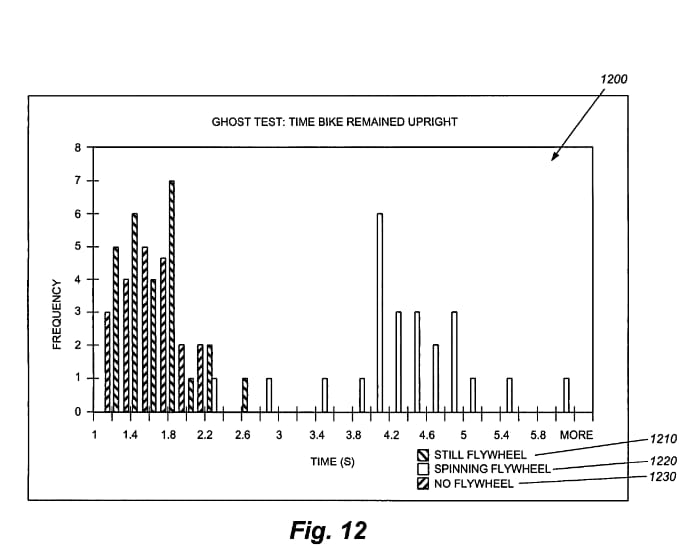 1200
GHOST TEST: TIME BIKE REMAINED UPRIGHT
8
7
6
5
4
3
2
1
0
FREQUENCY
1 1.4 1.8 2.2 2.6 3 3.4 3.8 4.2 4.6 5 5.4 5.8 MORE
TIME (S)
STILL FLYWHEEL 1210
SPINNING FLYWHEEL 1220
NO FLYWHEEL 1230
Fig. 12